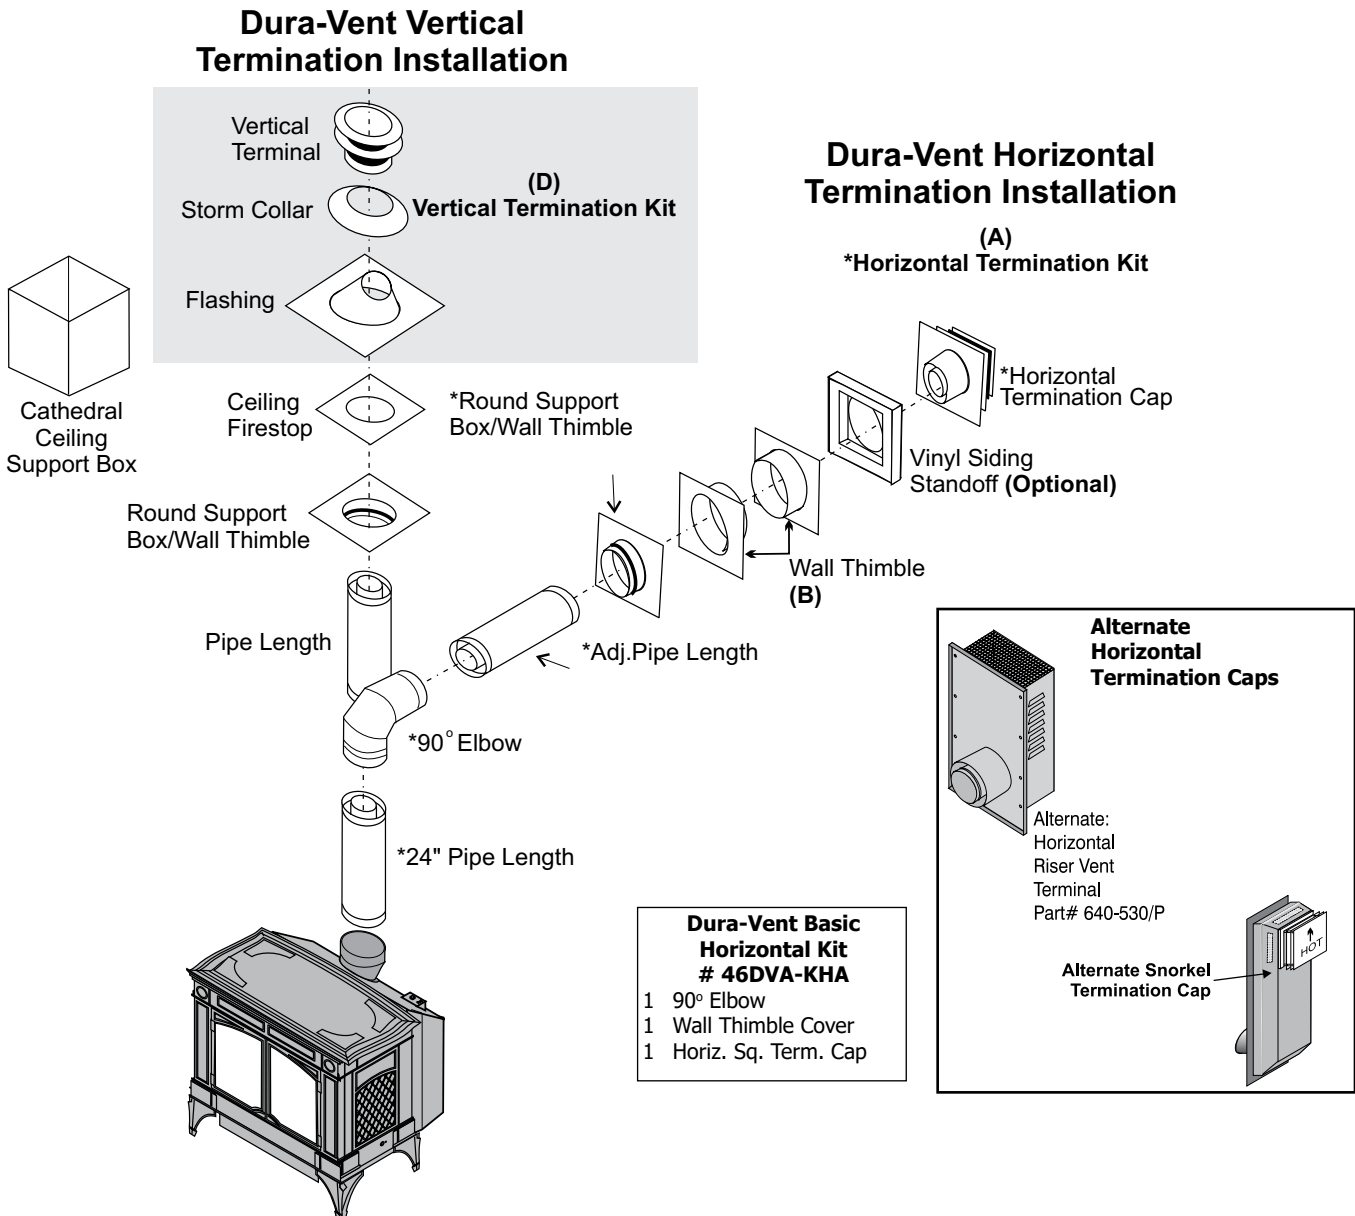 Dura-Vent Vertical
Termination Installation
Vertical
Terminal
(D)
Vertical Termination Kit
Storm Collar
Flashing
Cathedral
Ceiling
Support Box
Ceiling
Firestop
*Round Support
Box/Wall Thimble
Round Support
Box/Wall Thimble
Pipe Length
*Adj.Pipe Length
*90° Elbow
*24" Pipe Length
Dura-Vent Horizontal
Termination Installation
(A)
*Horizontal Termination Kit
*Horizontal
Termination Cap
Vinyl Siding
Standoff (Optional)
Wall Thimble
(B)
Dura-Vent Basic
Horizontal Kit
# 46DVA-KHA
1 90º Elbow
1 Wall Thimble Cover
1 Horiz. Sq. Term. Cap
Alternate
Horizontal
Termination Caps
Alternate:
Horizontal
Riser Vent
Terminal
Part# 640-530/P
HOT
Alternate Snorkel
Termination Cap